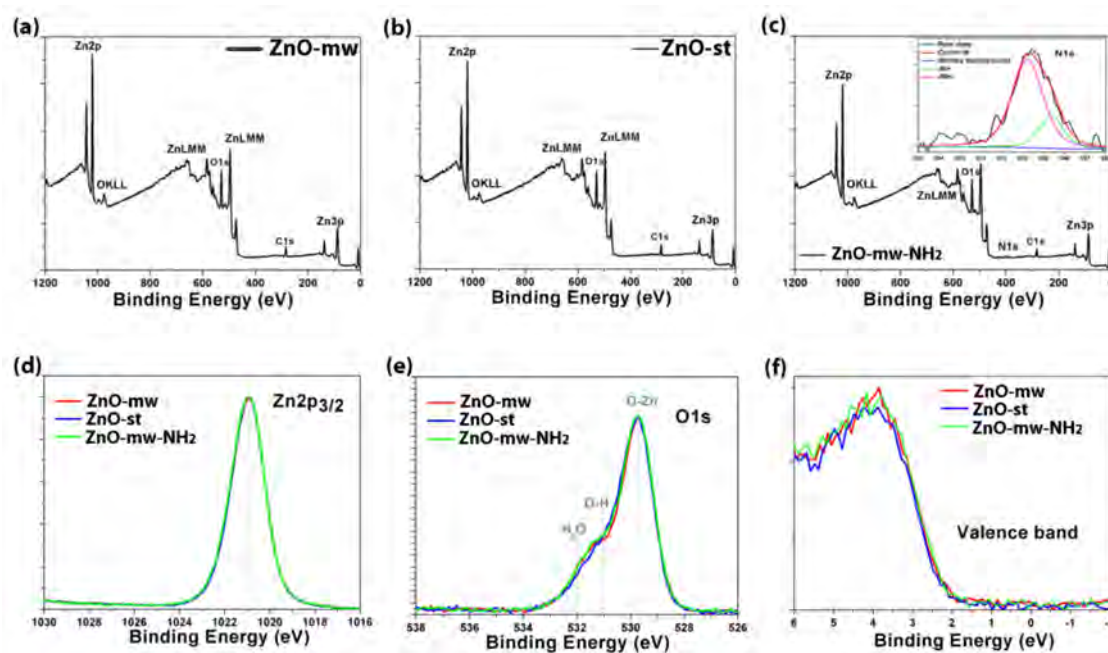 (a)
Zn2p
ZnO-mw
OKLL
ZnLMM
O1s
ZnLMM
C1s
Zn3p
1200 1000 800 600 400 200 0
Binding Energy (eV)
(b)
Zn2p
ZnO-st
OKLL
ZnLMM
O1s
ZnLMM
C1s
Zn3p
1200 1000 800 600 400 200 0
Binding Energy (eV)
(c)
Zn2p
N1s
OKLL
ZnLMM
O1s
N1s
C1s
Zn3p
ZnO-mw-NH2
1200 1000 800 600 400 200 0
Binding Energy (eV)
(d)
ZnO-mw
ZnO-st
ZnO-mw-NH2
Zn2p3/2
1030 1028 1026 1024 1022 1020 1018 1016
Binding Energy (eV)
(e)
ZnO-mw
ZnO-st
ZnO-mw-NH2
O-Zn
O1s
O-H
H2O
538 536 534 532 530 528 526
Binding Energy (eV)
(f)
ZnO-mw
ZnO-st
ZnO-mw-NH2
Valence band
6 5 4 3 2 1 0 -1
Binding Energy (eV)